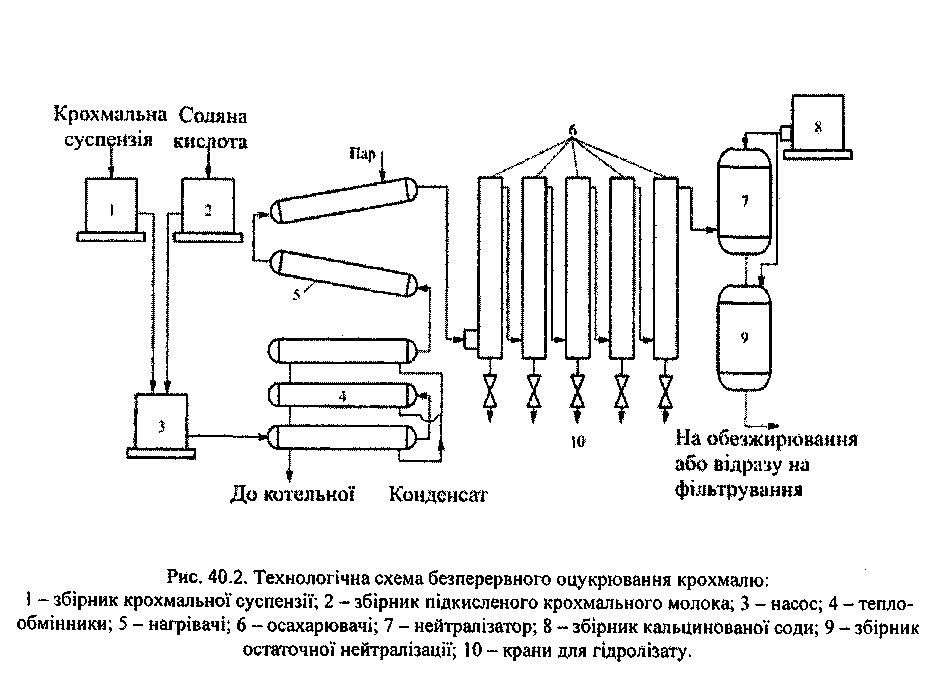 Крохмальна Соляна
суспензія кислота
Пар
6
8
1
2
7
5
9
4
3
10
На обезжирювання
або відразу на
фільтрування
До котельної Конденсат
Рис. 40.2. Технологічна схема безперервного оцукрювання крохмалю:
1 – збірник крохмальної суспензії; 2 – збірник підкисленого крохмального молока; 3 – насос; 4 – тепло-
обмінники; 5 – нагрівачі; 6 – осахарювачі; 7 – нейтралізатор; 8 – збірник кальцинованої соди; 9 – збірник
остаточної нейтралізації; 10 – крани для гідролізату.